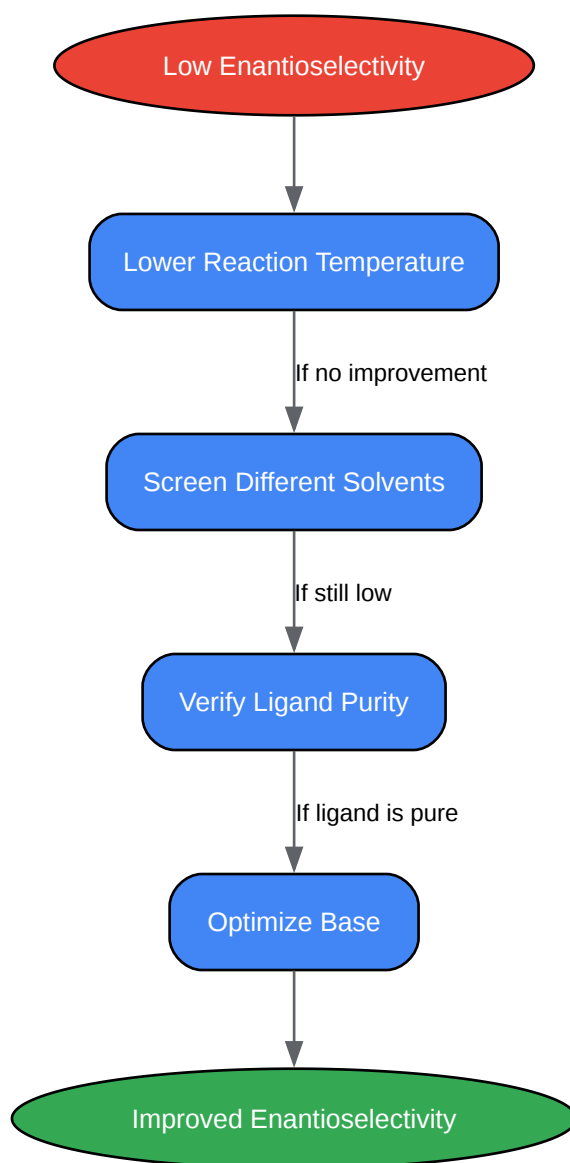 Low Enantioselectivity
Lower Reaction Temperature
If no improvement
Screen Different Solvents
If still low
Verify Ligand Purity
If ligand is pure
Optimize Base
Improved Enantioselectivity